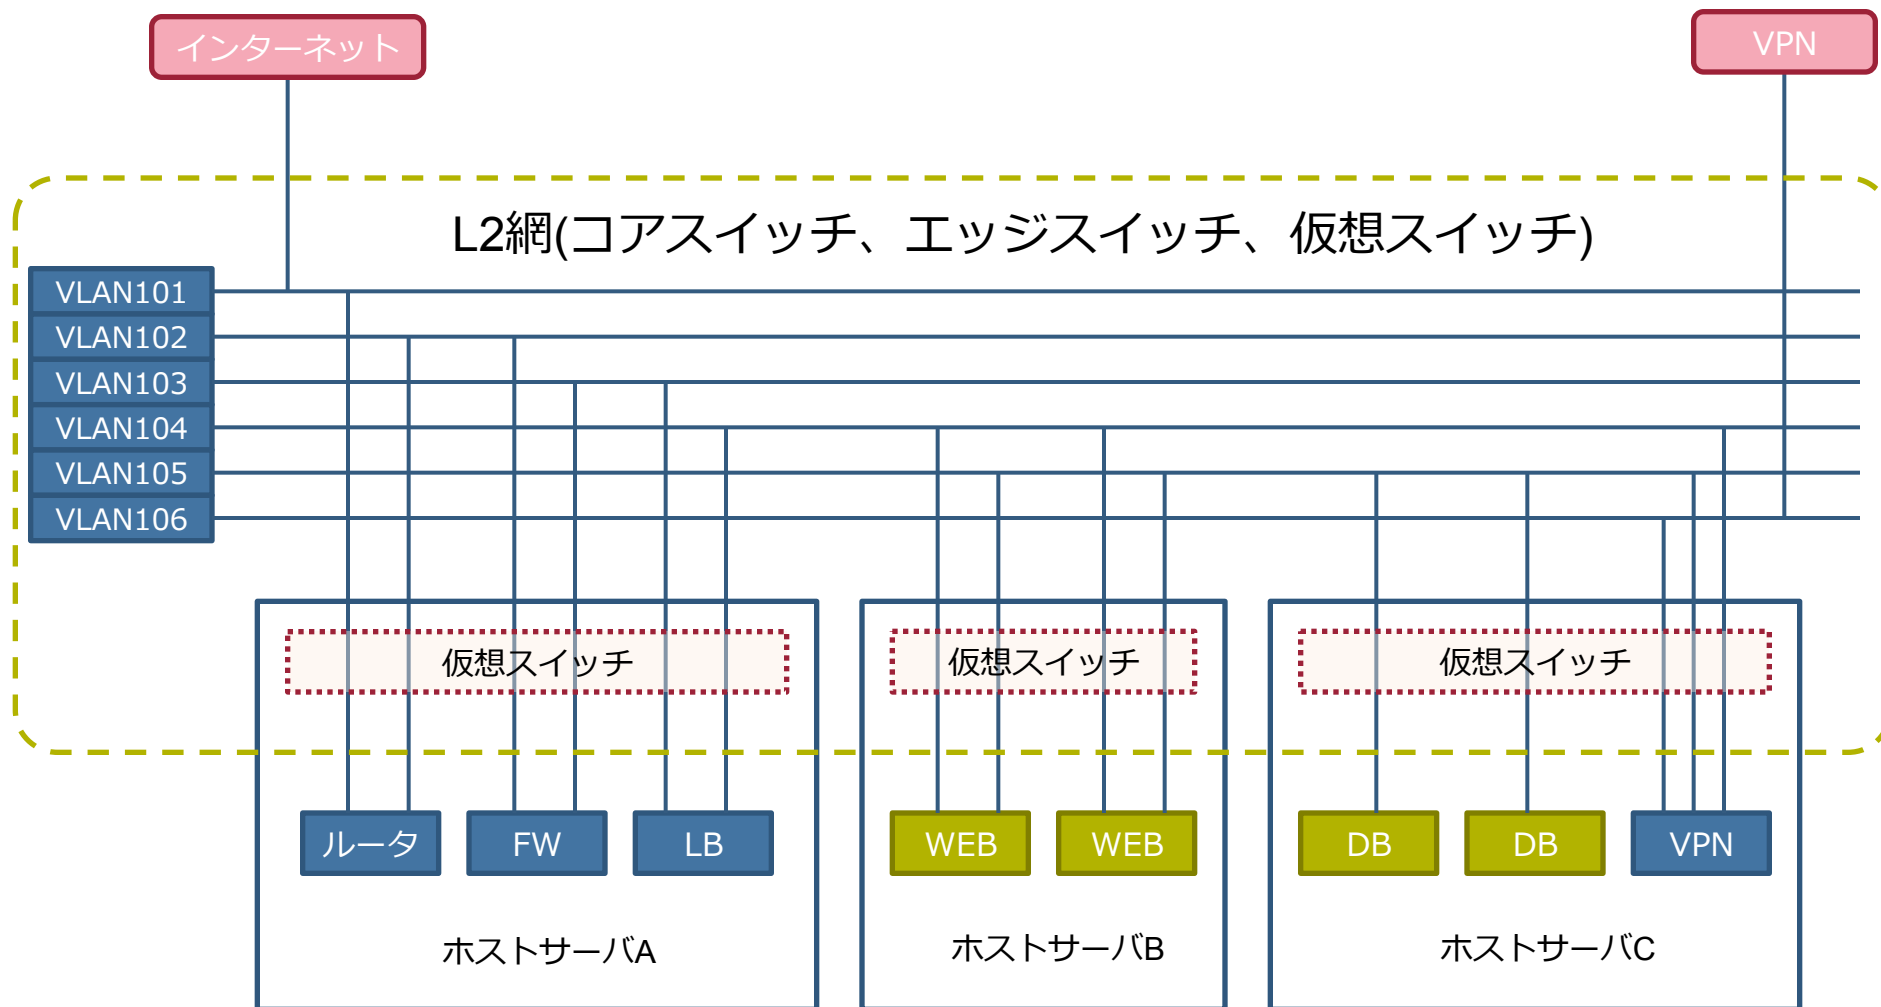 インターネット
VPN
L2網(コアスイッチ、エッジスイッチ、仮想スイッチ)
VLAN101
VLAN102
VLAN103
VLAN104
VLAN105
VLAN106
仮想スイッチ
仮想スイッチ
仮想スイッチ
ルータ
FW
LB
WEB
WEB
DB
DB
VPN
ホストサーバA
ホストサーバB
ホストサーバC